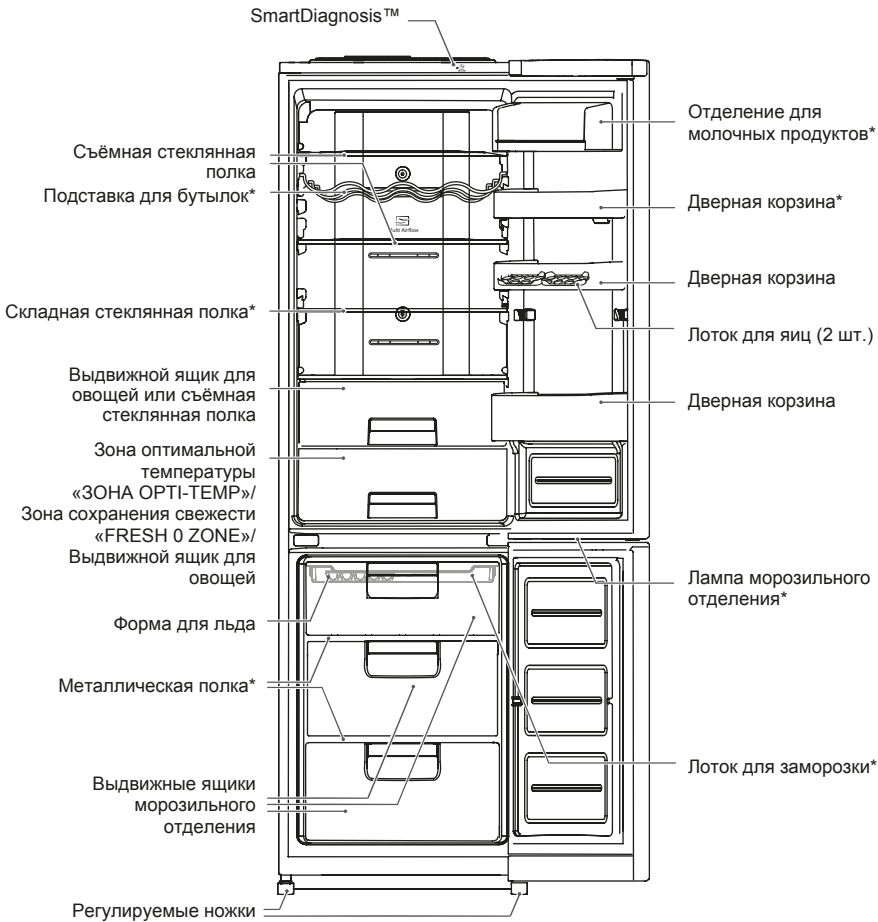 SmartDiagnosis™
Съёмная стеклянная
полка
Подставка для бутылок*
Складная стеклянная полка*
Выдвижной ящик для
овощей или съёмная
стеклянная полка
Зона оптимальной
температуры
«ЗОНА OPTI-TEMP»/
Зона сохранения свежести
«FRESH 0 ZONE»/
Выдвижной ящик для
овощей
Форма для льда
Металлическая полка*
Выдвижные ящики
морозильного
отделения
Регулируемые ножки
Multi Airflow
Отделение для
молочных продуктов*
Дверная корзина*
Дверная корзина
Лоток для яиц (2 шт.)
Дверная корзина
Лампа морозильного
отделения*
Лоток для заморозки*